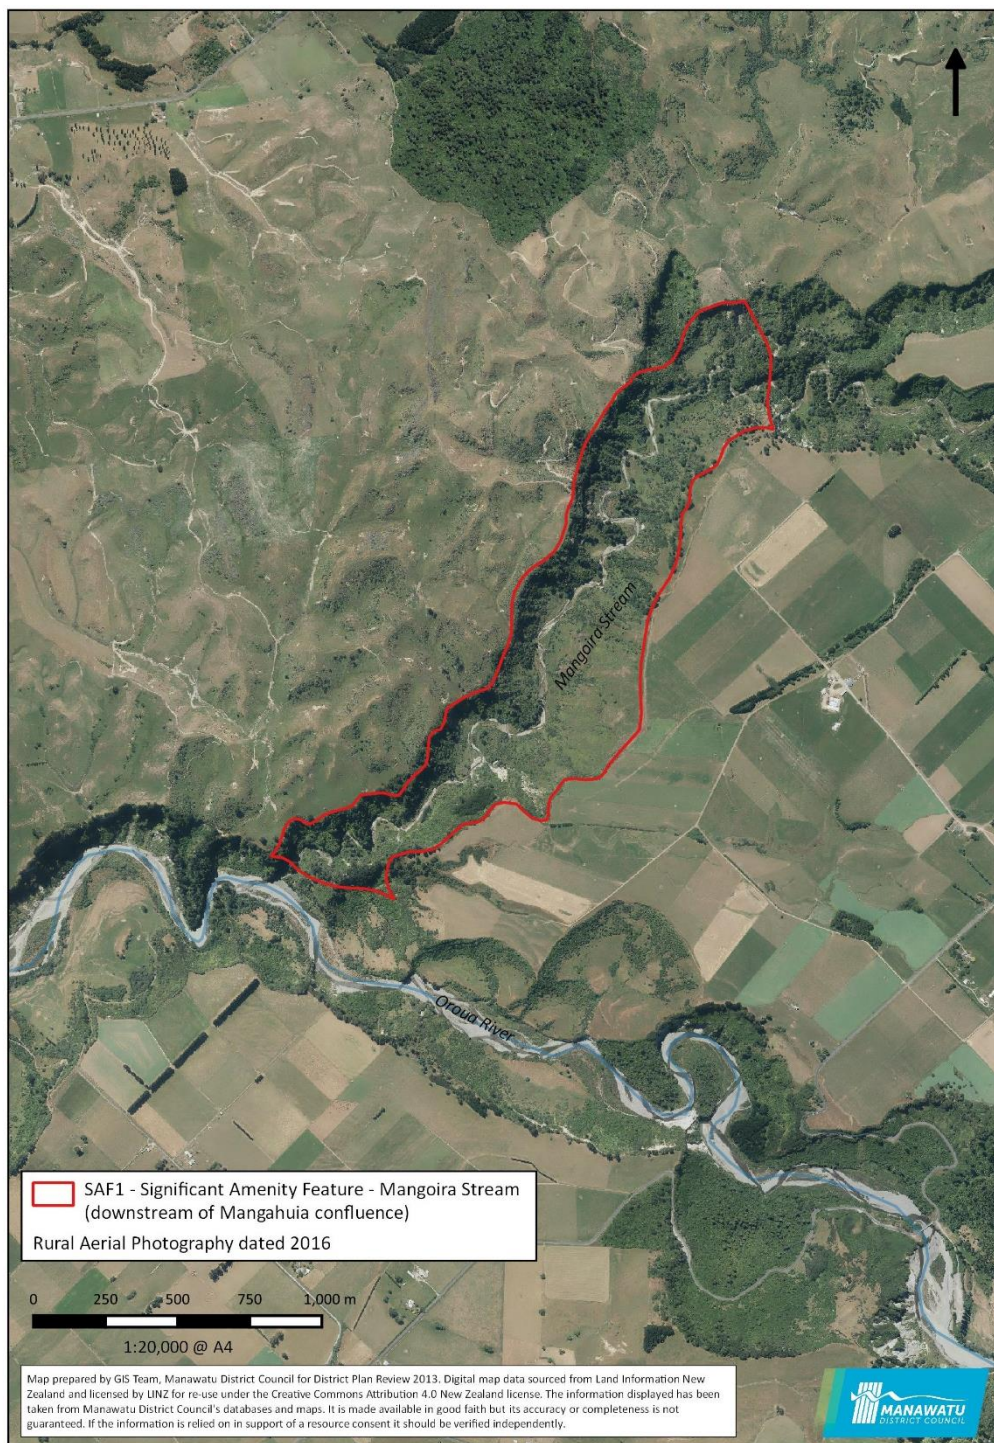 Mangoira Stream
Oroua River
SAF1 - Significant Amenity Feature - Mangoira Stream
(downstream of Mangahuia confluence)
Rural Aerial Photography dated 2016
0 250 500 750 1,000 m
1:20,000 @ A4
Map prepared by GIS Team, Manawatu District Council for District Plan Review 2013. Digital map data sourced from Land Information New
Zealand and licensed by LINZ for re-use under the Creative Commons Attribution 4.0 New Zealand license. The information displayed has been
taken from Manawatu District Council's databases and maps. It is made available in good faith but its accuracy or completeness is not
guaranteed. If the information is relied on in support of a resource consent it should be verified independently.
MANAWATU
DISTRICT COUNCIL